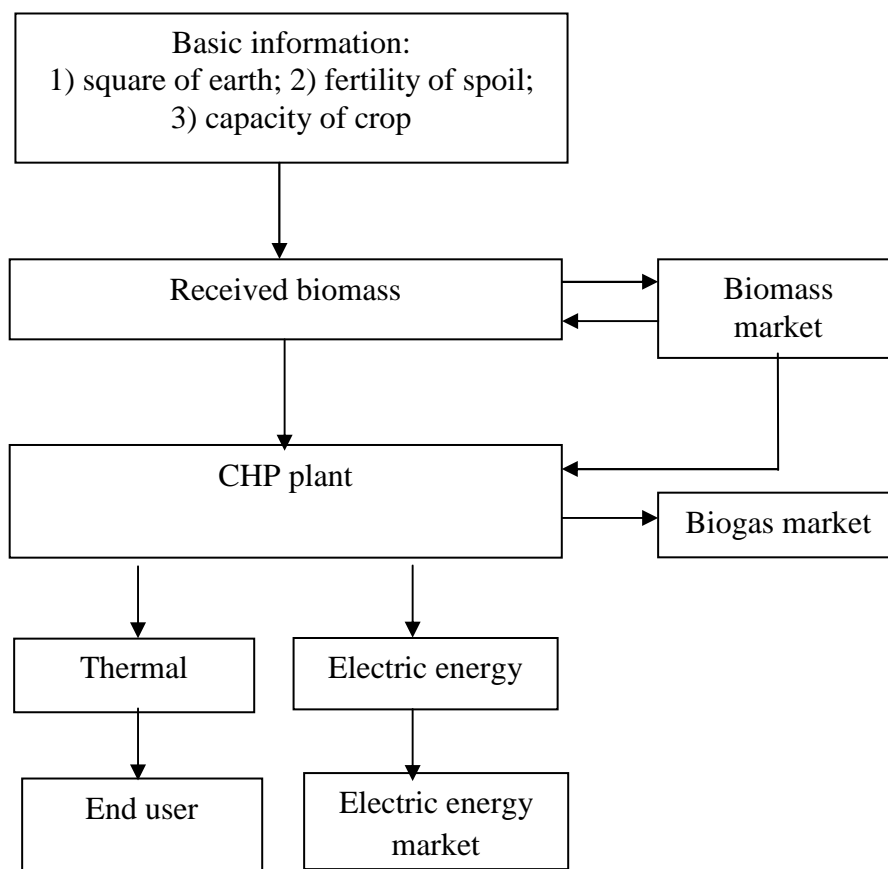 Basic information:
1) square of earth; 2) fertility of spoil;
3) capacity of crop
Received biomass
Biomass
market
CHP plant
Biogas market
Thermal
Electric energy
End user
Electric energy
market